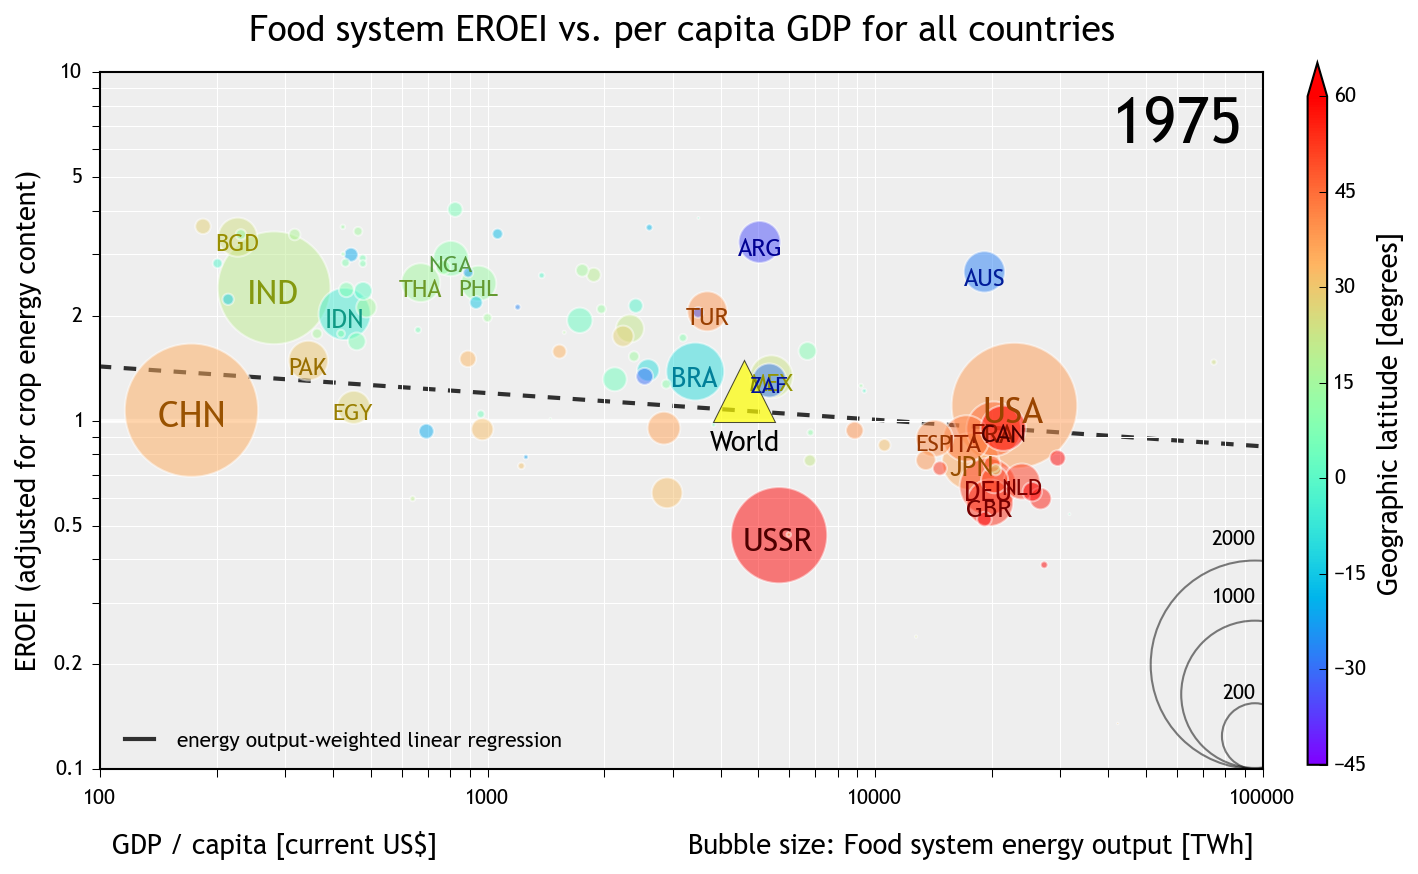 Food system EROEI vs. per capita GDP for all countries
1975
EROEI (adjusted for crop energy content)
10
5
2
1
0.5
0.2
0.1
BGD
IND
NGA
THA
PHL
IDN
PAK
EGY
CHN
ARG
AUS
TUR
BRA
ZAF
MEX
World
USA
ESP
ITA
FRA
CAN
JPN
DEU
NLD
GBR
USSR
2000
1000
200
energy output-weighted linear regression
100
1000
10000
100000
GDP / capita [current US$]
Bubble size: Food system energy output [TWh]
60
45
30
15
0
−15
−30
−45
Geographic latitude [degrees]